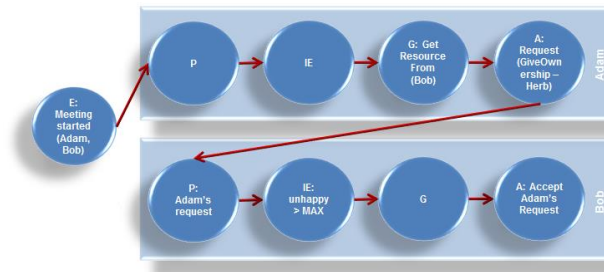 E:
Meeting
started
(Adam,
Bob)
P
IE
G: Get
Resource
From
(Bob)
A:
Request
(GiveOwn
ership –
Herb)
Adam
P:
Adam's
request
IE:
unhappy
> MAX
G
A: Accept
Adam's
Request
Bob